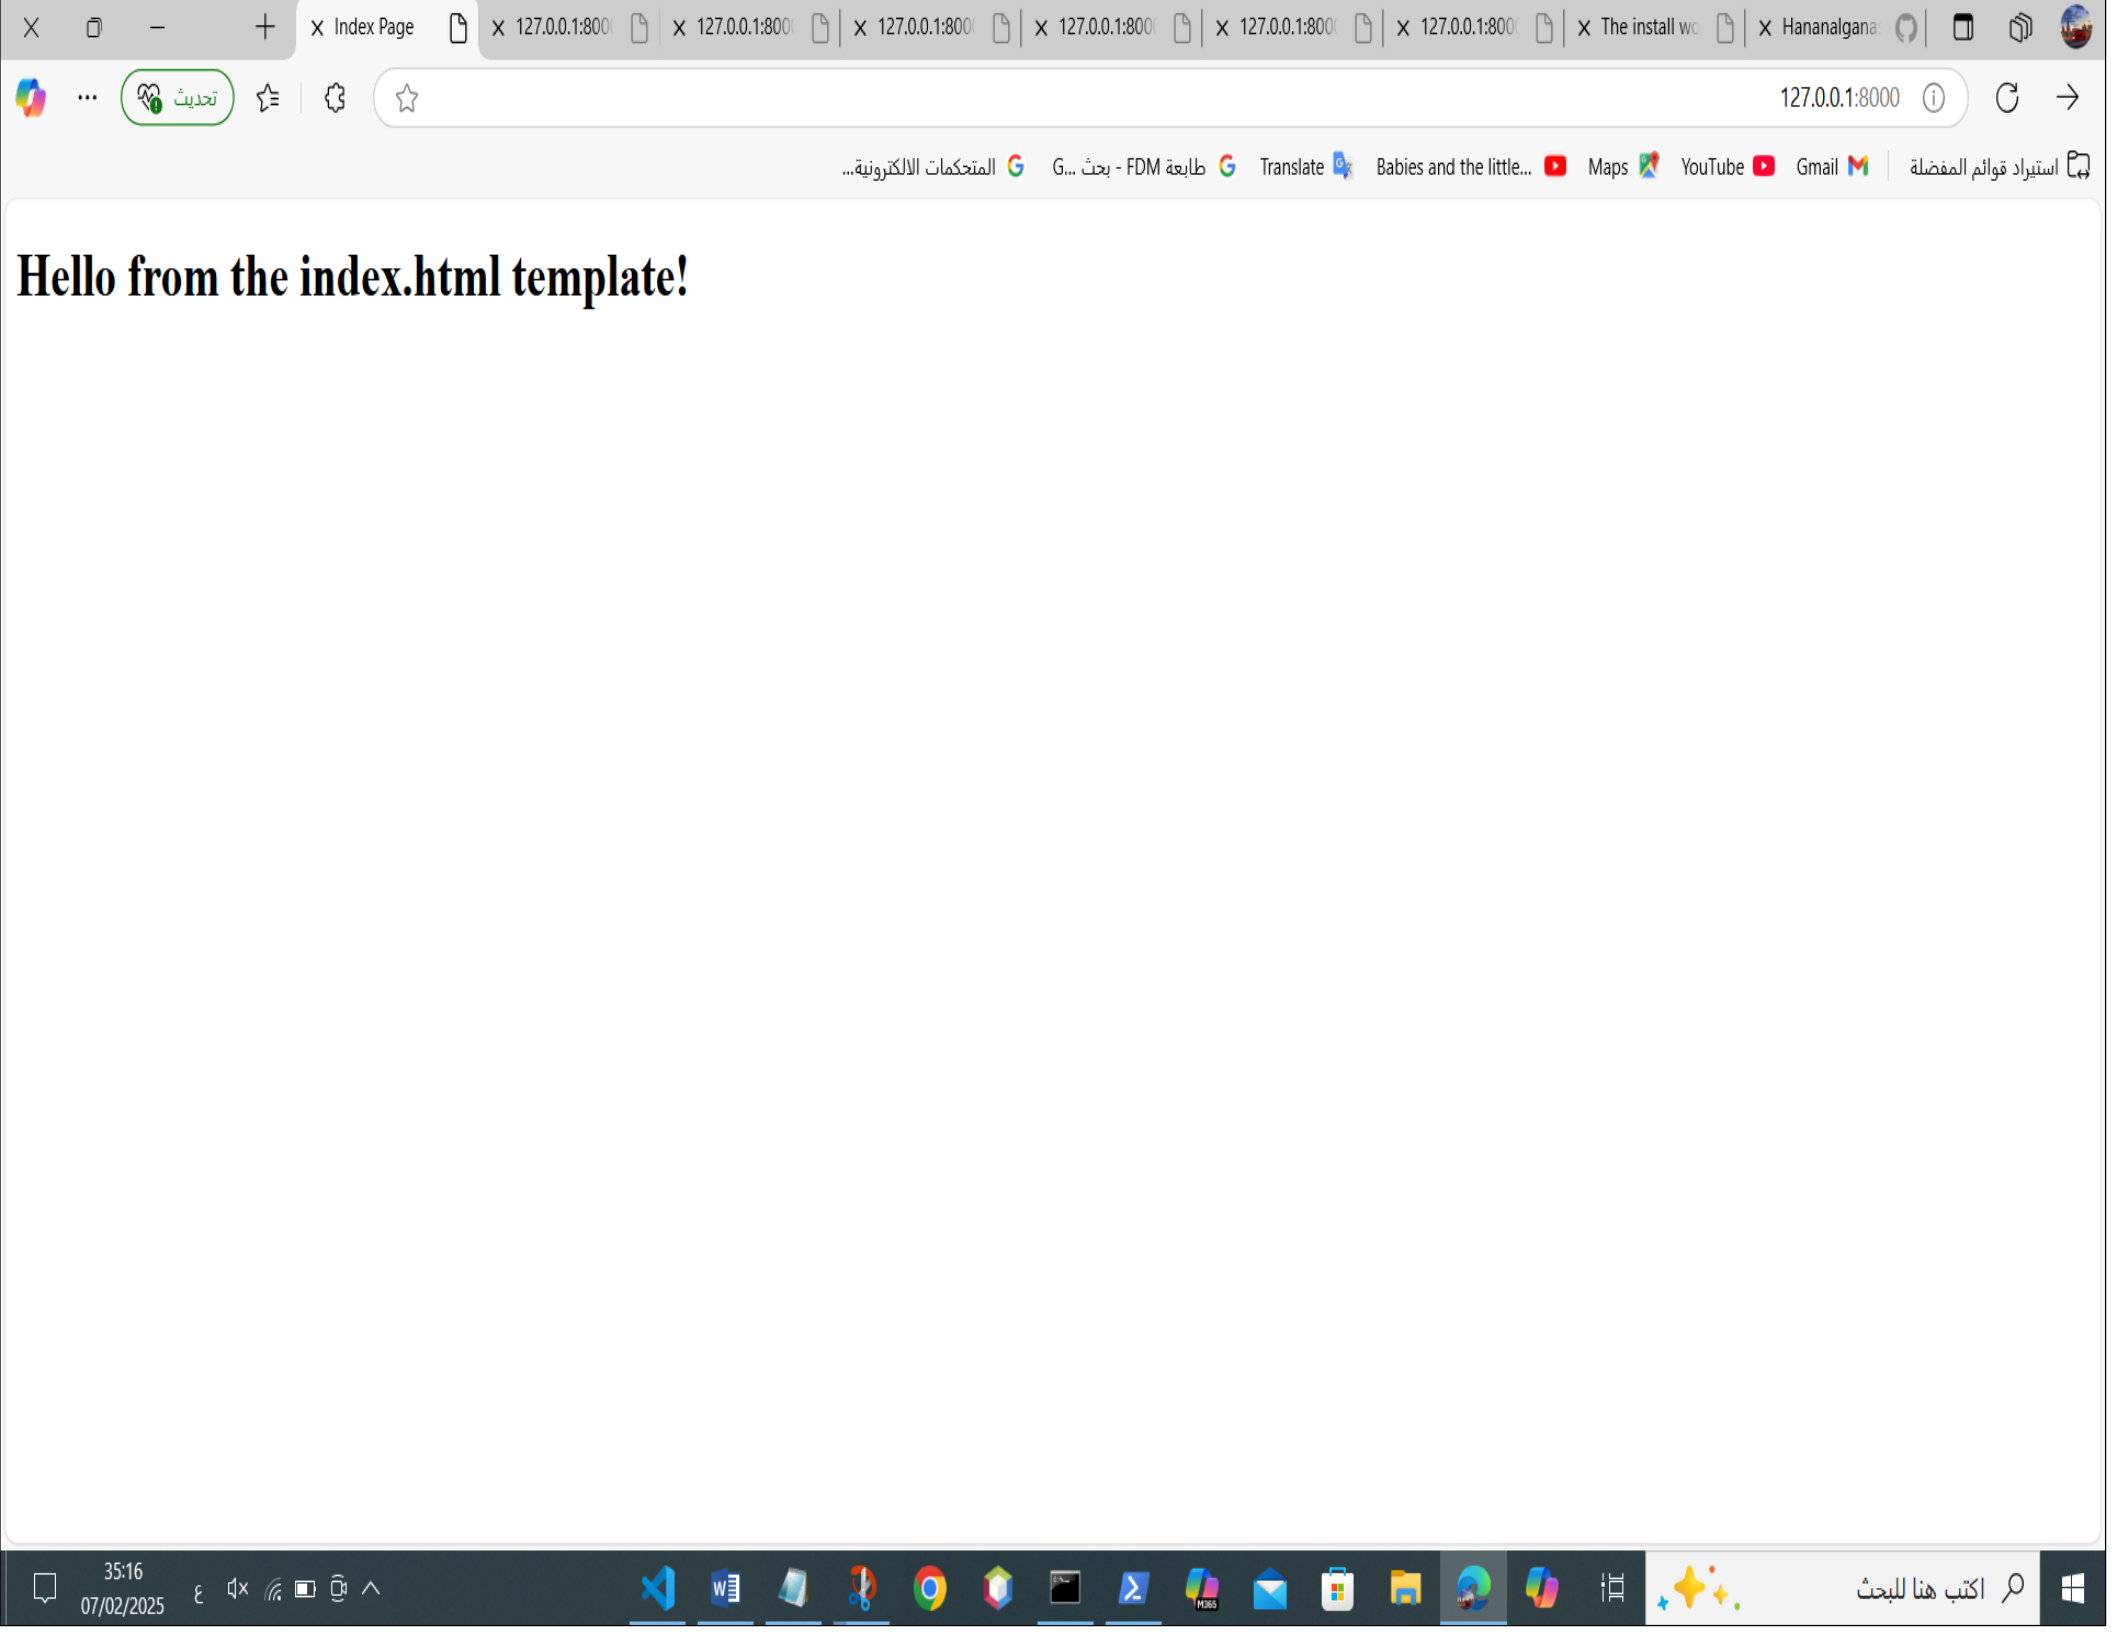 Index Page 127.0.0.1:800 127.0.0.1:800 127.0.0.1:800 127.0.0.1:800 127.0.0.1:800 127.0.0.1:800 The install wo Hananalgana
تحديث 127.0.0.1:8000
استيراد قوائم المفضلة Gmail YouTube Maps Babies and the little... Translate طابعة FDM - بحث G... المتحكمات الالكترونية...
Hello from the index.html template!
35:16
07/02/2025
ع
W
M365
اكتب هنا للبحث